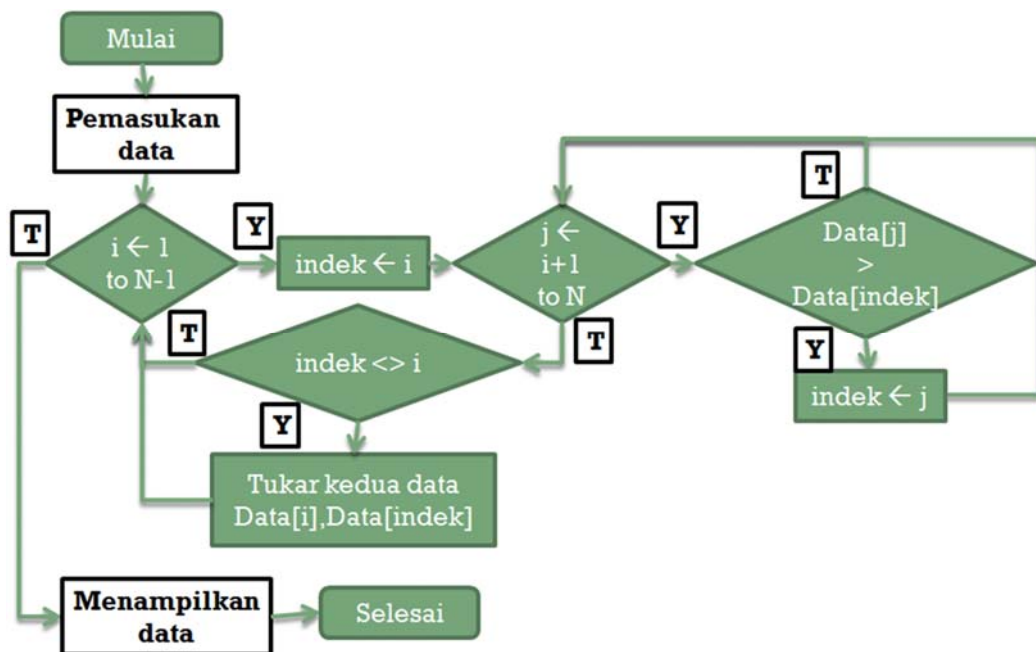 Mulai
Pemasukan
data
T
i ← 1
to N-1
Y
indek ← i
j ←
i+1
to N
Y
T
Data[j]
>
Data[indek]
Y
indek ← j
T
indek <> i
T
Y
Tukar kedua data
Data[i],Data[indek]
Menampilkan
data
Selesai